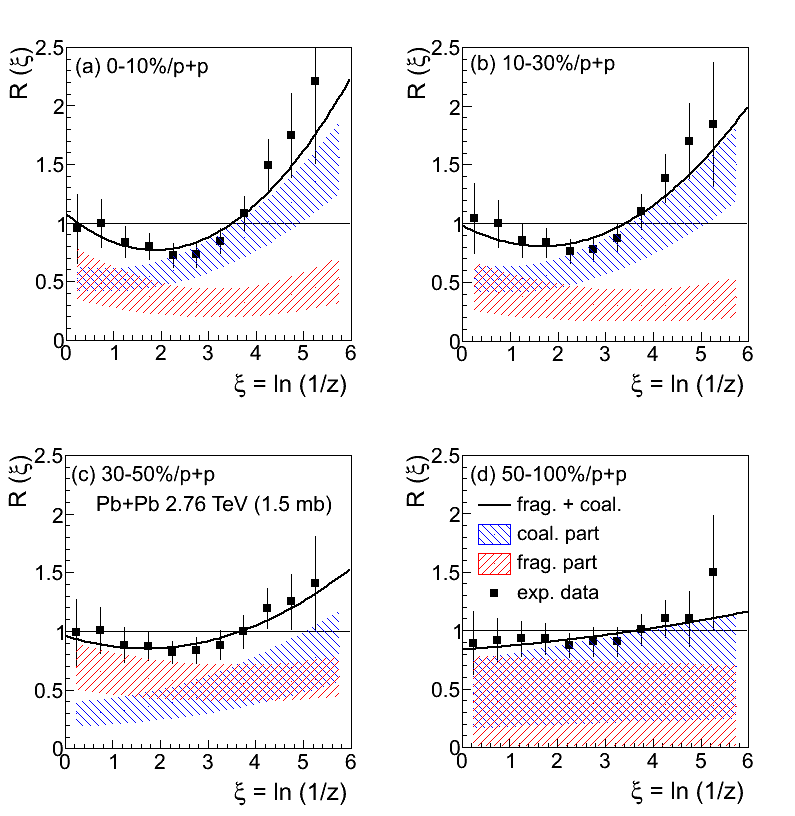 (a) 0-10%/p+p
R (ξ)
2.5
2
1.5
1
0.5
0
0 1 2 3 4 5 6
ξ = ln (1/z)
(b) 10-30%/p+p
R (ξ)
2.5
2
1.5
1
0.5
0
0 1 2 3 4 5 6
ξ = ln (1/z)
(c) 30-50%/p+p
Pb+Pb 2.76 TeV (1.5 mb)
R (ξ)
2.5
2
1.5
1
0.5
0
0 1 2 3 4 5 6
ξ = ln (1/z)
(d) 50-100%/p+p
frag. + coal.
coal. part
frag. part
exp. data
R (ξ)
2.5
2
1.5
1
0.5
0
0 1 2 3 4 5 6
ξ = ln (1/z)